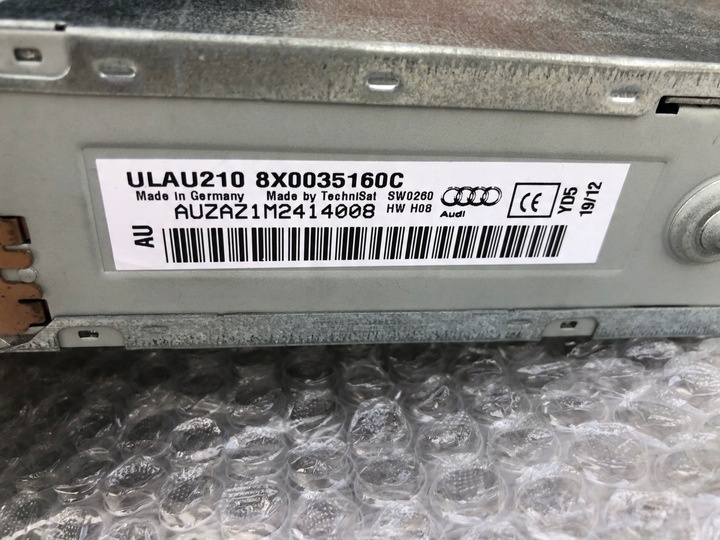 ULAU210 8X0035160C
Made in Germany Made by TechniSat SW0260
AUZAZ1M2414008 HW H08
Audi
CE
YD5
19/12
AU